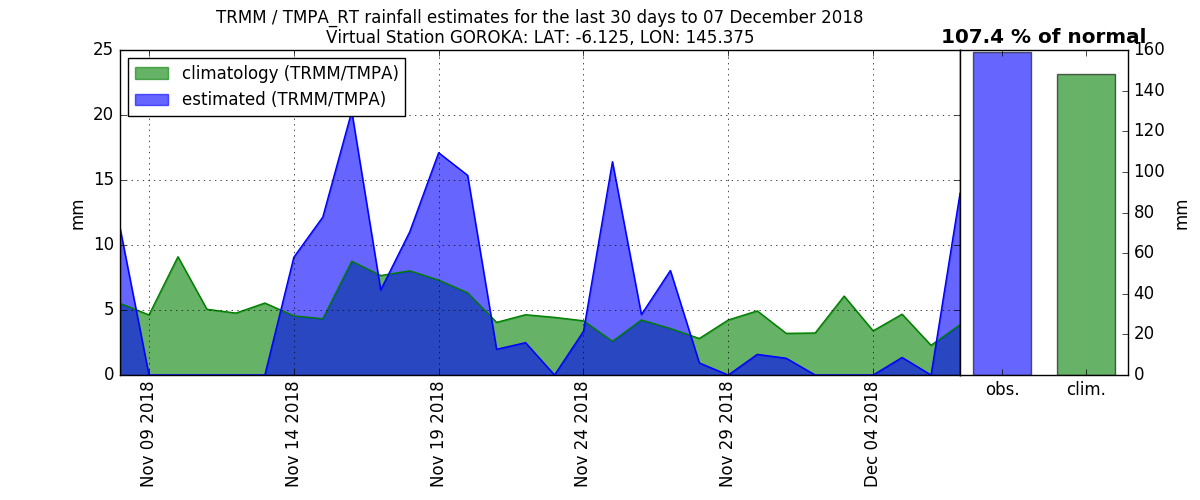 TRMM / TMPA_RT rainfall estimates for the last 30 days to 07 December 2018
Virtual Station GOROKA: LAT: -6.125, LON: 145.375
107.4 % of normal
climatology (TRMM/TMPA)
estimated (TRMM/TMPA)
25
20
15
10
5
0
mm
Nov 09 2018
Nov 14 2018
Nov 19 2018
Nov 24 2018
Nov 29 2018
Dec 04 2018
obs.
clim.
160
140
120
100
80
60
40
20
0
mm